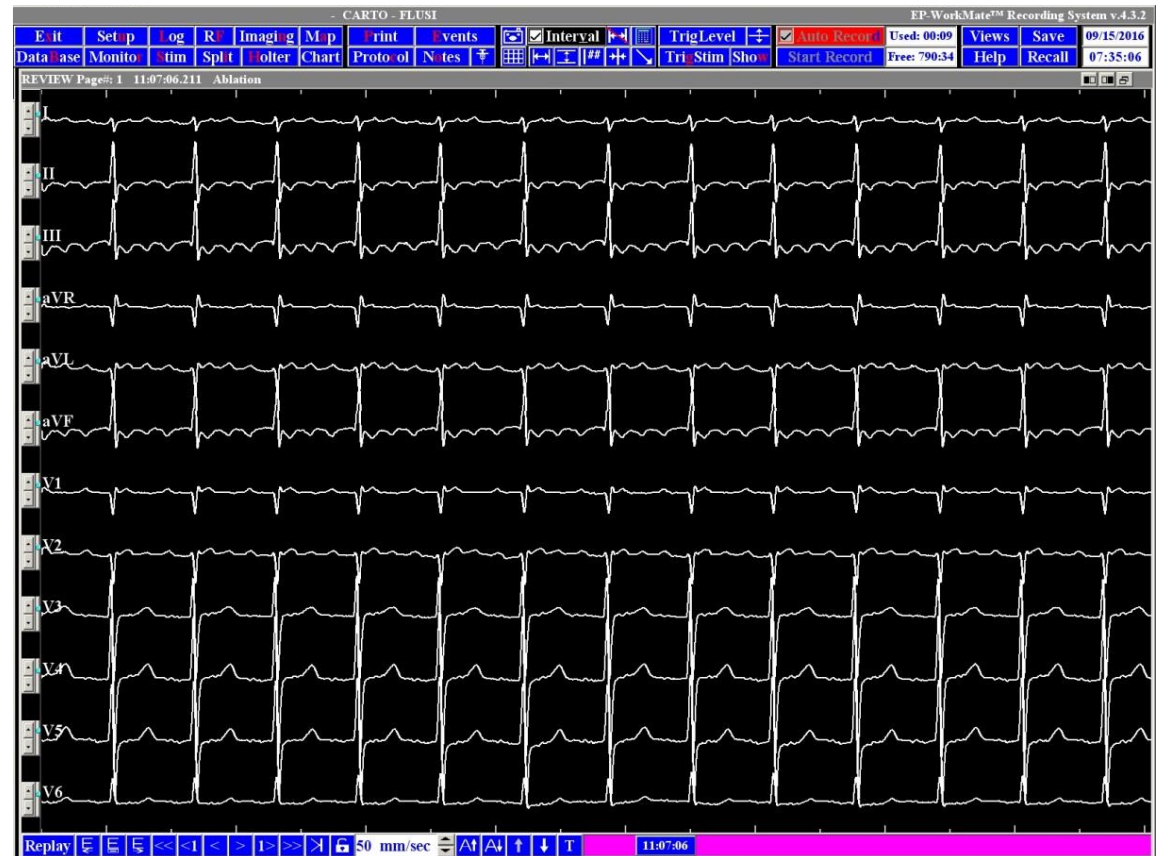 - CARTO - FLUSI EP-WorkMate™ Recording System v.4.3.2
Exit Setup Log RF Imaging Map Print Events Interval TrigLevel Auto Record Used: 00:09 Views Save 09/15/2016
DataBase Monitor Stim Split Holter Chart Protocol Notes ## TrigStim Show Start Record Free: 790:34 Help Recall 07:35:06
REVIEW Page#: 1 11:07:06.211 Ablation
I
II
III
aVR
aVL
aVF
V1
V2
V3
V4
V5
V6
Replay E E E << <1 < > 1> >> 50 mm/sec T 11:07:06